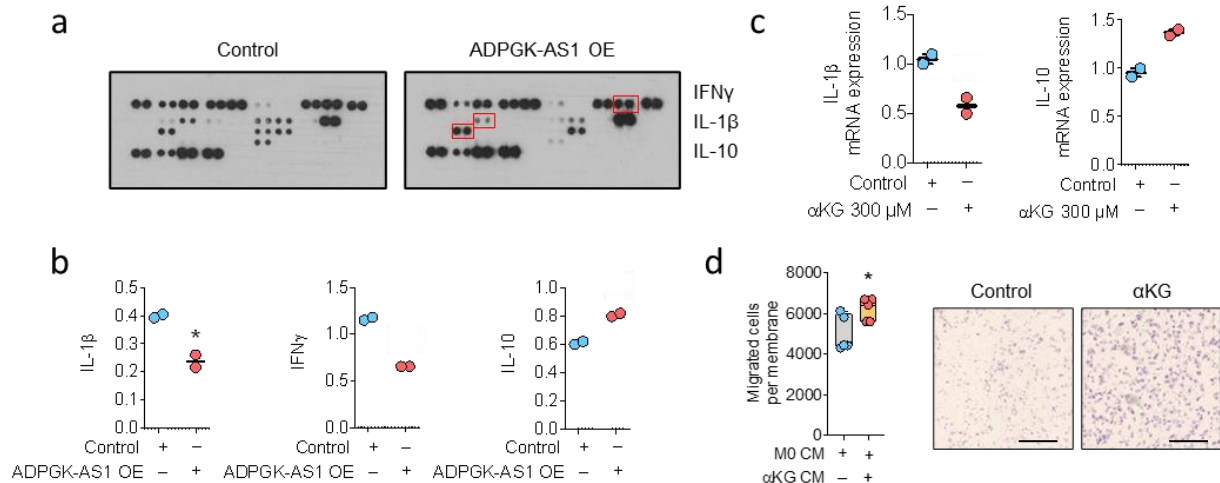 a
Control
ADPGK-AS1 OE
IFNγ
IL-1β
IL-10
b
IL-1β
0.5
0.4
0.3
0.2
0.1
0.0
*
Control + –
ADPGK-AS1 OE – +
IFNγ
1.5
1.0
0.5
0.0
Control + –
ADPGK-AS1 OE – +
IL-10
1.0
0.8
0.6
0.4
0.2
0.0
Control + –
ADPGK-AS1 OE – +
c
IL-1β
mRNA expression
1.5
1.0
0.5
0.0
Control + –
αKG 300 µM – +
IL-10
mRNA expression
1.5
1.0
0.5
0.0
Control + –
αKG 300 µM – +
d
Migrated cells
per membrane
8000
6000
4000
2000
0
*
M0 CM + +
αKG CM – +
Control
αKG